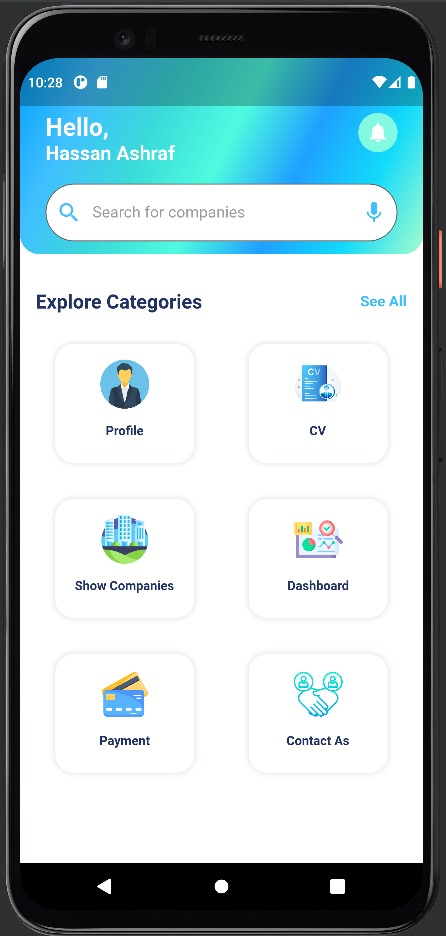 10:28
Hello,
Hassan Ashraf
Search for companies
Explore Categories
See All
CV
Profile
CV
Show Companies
Dashboard
Payment
Contact As